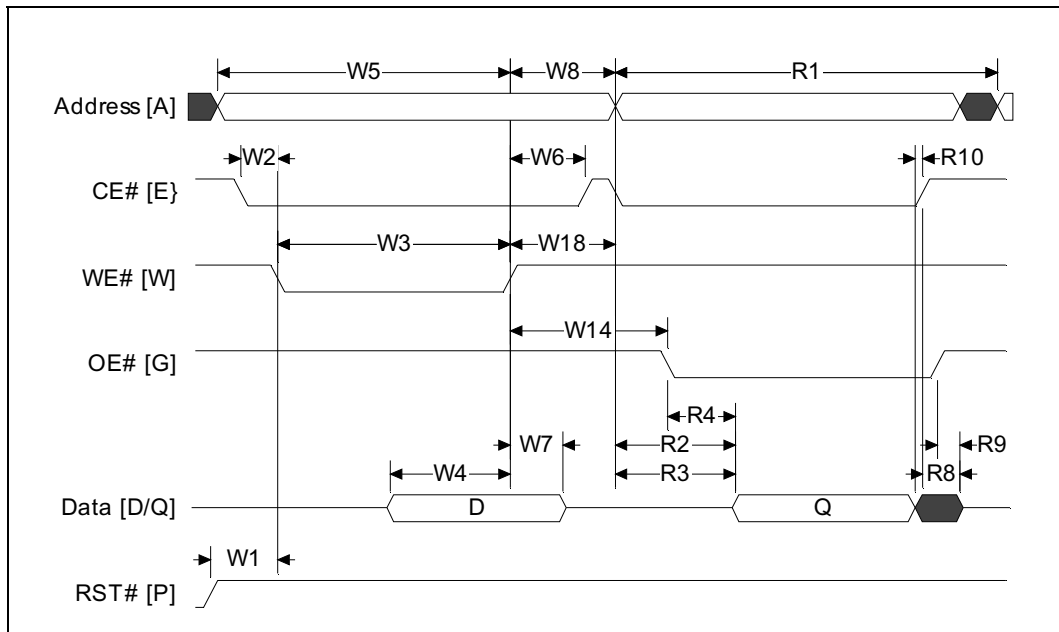 W5 W8 R1
Address [A]
W2 W6 R10
CE# [E}
W3 W18
WE# [W]
W14
OE# [G]
R4
W7 R2 R9
W4 R3 R8
Data [D/Q] D Q
W1
RST# [P]